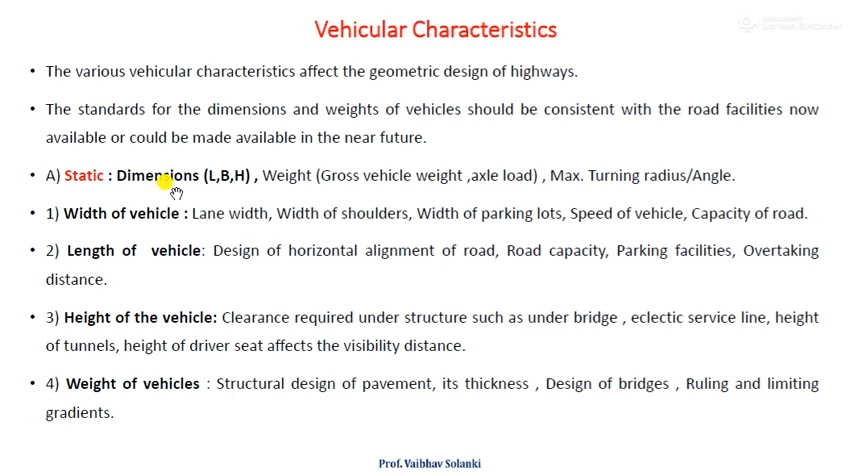 Vehicular Characteristics
• The various vehicular characteristics affect the geometric design of highways.
• The standards for the dimensions and weights of vehicles should be consistent with the road facilities now
available or could be made available in the near future.
• A) Static : Dimensions (L,B,H) , Weight (Gross vehicle weight ,axle load) , Max. Turning radius/Angle.
• 1) Width of vehicle : Lane width, Width of shoulders, Width of parking lots, Speed of vehicle, Capacity of road.
• 2) Length of vehicle: Design of horizontal alignment of road, Road capacity, Parking facilities, Overtaking
distance.
• 3) Height of the vehicle: Clearance required under structure such as under bridge , eclectic service line, height
of tunnels, height of driver seat affects the visibility distance.
• 4) Weight of vehicles : Structural design of pavement, its thickness , Design of bridges , Ruling and limiting
gradients.
Prof. Vaibhav Solanki